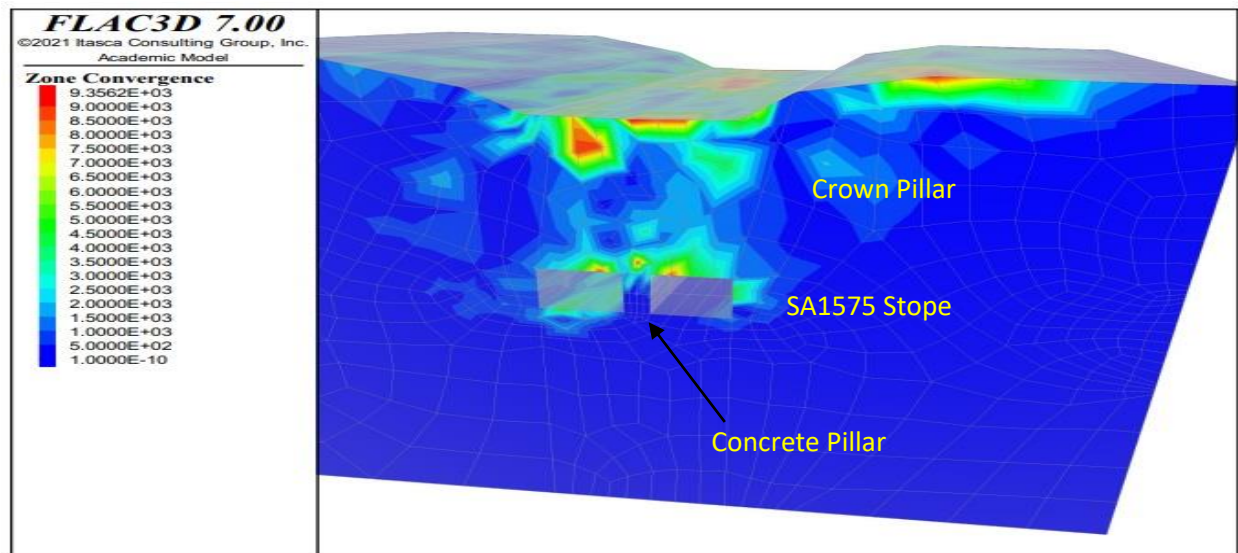 FLAC3D 7.00
©2021 Itasca Consulting Group, Inc.
Academic Model
Zone Convergence
9.3562E+03
9.0000E+03
8.5000E+03
8.0000E+03
7.5000E+03
7.0000E+03
6.5000E+03
6.0000E+03
5.5000E+03
5.0000E+03
4.5000E+03
4.0000E+03
3.5000E+03
3.0000E+03
2.5000E+03
2.0000E+03
1.5000E+03
1.0000E+03
5.0000E+02
1.0000E-10
Crown Pillar
SA1575 Stope
Concrete Pillar